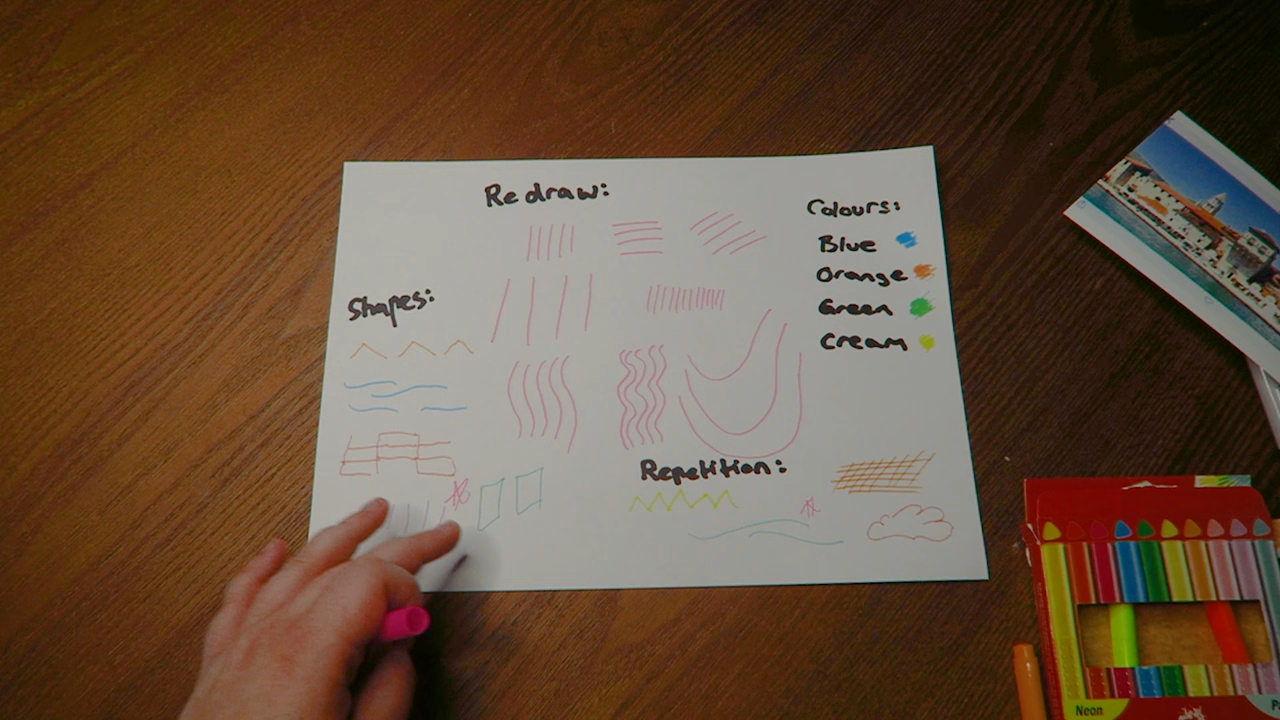 Redraw:
Colours:
Blue
Orange
Green
Cream
Shapes:
Repetition:
Neon